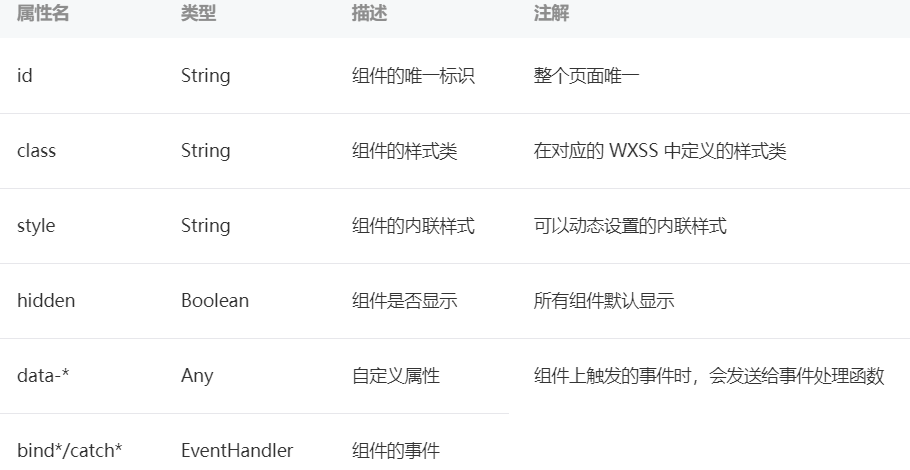 属性名 类型 描述 注解
id String 组件的唯一标识 整个页面唯一
class String 组件的样式类 在对应的 WXSS 中定义的样式类
style String 组件的内联样式 可以动态设置的内联样式
hidden Boolean 组件是否显示 所有组件默认显示
data-* Any 自定义属性 组件上触发的事件时，会发送给事件处理函数
bind*/catch* EventHandler 组件的事件